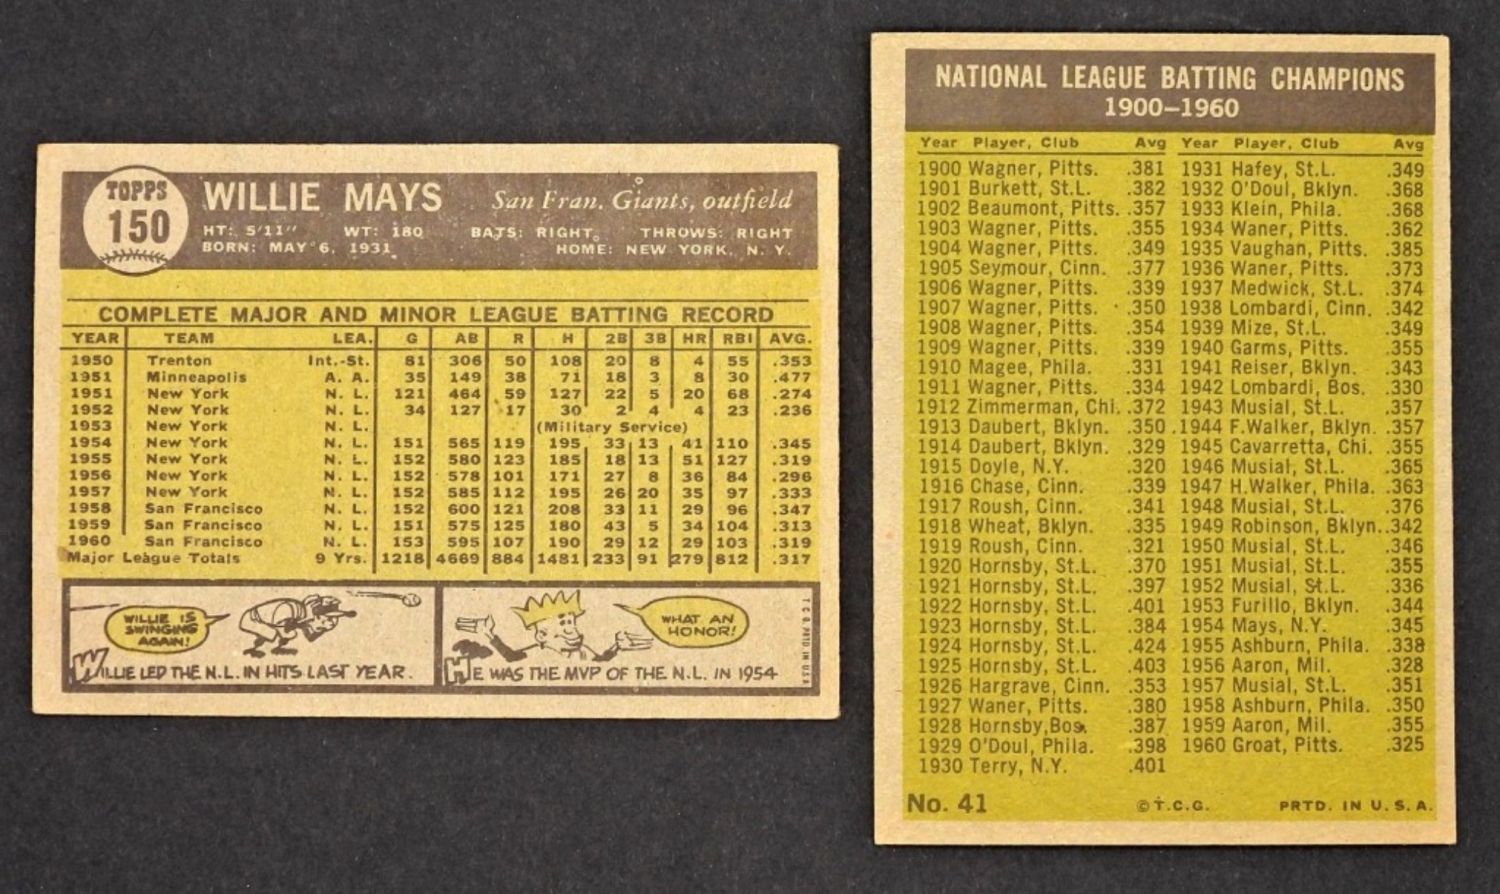 TOPPS
150
WILLIE MAYS San Fran. Giants, outfield
HT: 5'11" WT: 180 BATS: RIGHT THROWS: RIGHT
BORN: MAY 6, 1931 HOME: NEW YORK, N. Y.
COMPLETE MAJOR AND MINOR LEAGUE BATTING RECORD
YEAR TEAM LEA. G AB R H 2B 3B HR RBI AVG.
1950 Trenton Int.-St. 81 306 50 108 20 8 4 55 .353
1951 Minneapolis A. A. 35 149 38 71 18 3 8 30 .477
1951 New York N. L. 121 464 59 127 22 5 20 68 .274
1952 New York N. L. 34 127 17 30 2 4 4 23 .236
1953 New York N. L. (Military Service)
1954 New York N. L. 151 565 119 195 33 13 41 110 .345
1955 New York N. L. 152 580 123 185 18 13 51 127 .319
1956 New York N. L. 152 578 101 171 27 8 36 84 .296
1957 New York N. L. 152 585 112 195 26 20 35 97 .333
1958 San Francisco N. L. 152 600 121 208 33 11 29 96 .347
1959 San Francisco N. L. 151 575 125 180 43 5 34 104 .313
1960 San Francisco N. L. 153 595 107 190 29 12 29 103 .319
Major League Totals 9 Yrs. 1218 4669 884 1481 233 91 279 812 .317
WILLIE IS
SWINGING
AGAIN!
WILLIE LED THE N.L. IN HITS LAST YEAR.
WHAT AN
HONOR!
HE WAS THE MVP OF THE N.L. IN 1954
T.C.G. PRTD IN U.S.A.
NATIONAL LEAGUE BATTING CHAMPIONS
1900–1960
Year Player, Club Avg Year Player, Club Avg
1900 Wagner, Pitts. .381 1931 Hafey, St.L. .349
1901 Burkett, St.L. .382 1932 O'Doul, Bklyn. .368
1902 Beaumont, Pitts. .357 1933 Klein, Phila. .368
1903 Wagner, Pitts. .355 1934 Waner, Pitts. .362
1904 Wagner, Pitts. .349 1935 Vaughan, Pitts. .385
1905 Seymour, Cinn. .377 1936 Waner, Pitts. .373
1906 Wagner, Pitts. .339 1937 Medwick, St.L. .374
1907 Wagner, Pitts. .350 1938 Lombardi, Cinn. .342
1908 Wagner, Pitts. .354 1939 Mize, St.L. .349
1909 Wagner, Pitts. .339 1940 Garms, Pitts. .355
1910 Magee, Phila. .331 1941 Reiser, Bklyn. .343
1911 Wagner, Pitts. .334 1942 Lombardi, Bos. .330
1912 Zimmerman, Chi. .372 1943 Musial, St.L. .357
1913 Daubert, Bklyn. .350 1944 F.Walker, Bklyn. .357
1914 Daubert, Bklyn. .329 1945 Cavarretta, Chi. .355
1915 Doyle, N.Y. .320 1946 Musial, St.L. .365
1916 Chase, Cinn. .339 1947 H.Walker, Phila. .363
1917 Roush, Cinn. .341 1948 Musial, St.L. .376
1918 Wheat, Bklyn. .335 1949 Robinson, Bklyn. .342
1919 Roush, Cinn. .321 1950 Musial, St.L. .346
1920 Hornsby, St.L. .370 1951 Musial, St.L. .355
1921 Hornsby, St.L. .397 1952 Musial, St.L. .336
1922 Hornsby, St.L. .401 1953 Furillo, Bklyn. .344
1923 Hornsby, St.L. .384 1954 Mays, N.Y. .345
1924 Hornsby, St.L. .424 1955 Ashburn, Phila. .338
1925 Hornsby, St.L. .403 1956 Aaron, Mil. .328
1926 Hargrave, Cinn. .353 1957 Musial, St.L. .351
1927 Waner, Pitts. .380 1958 Ashburn, Phila. .350
1928 Hornsby, Bos. .387 1959 Aaron, Mil. .355
1929 O'Doul, Phila. .398 1960 Groat, Pitts. .325
1930 Terry, N.Y. .401
No. 41 © T.C.G. PRTD. IN U.S.A.